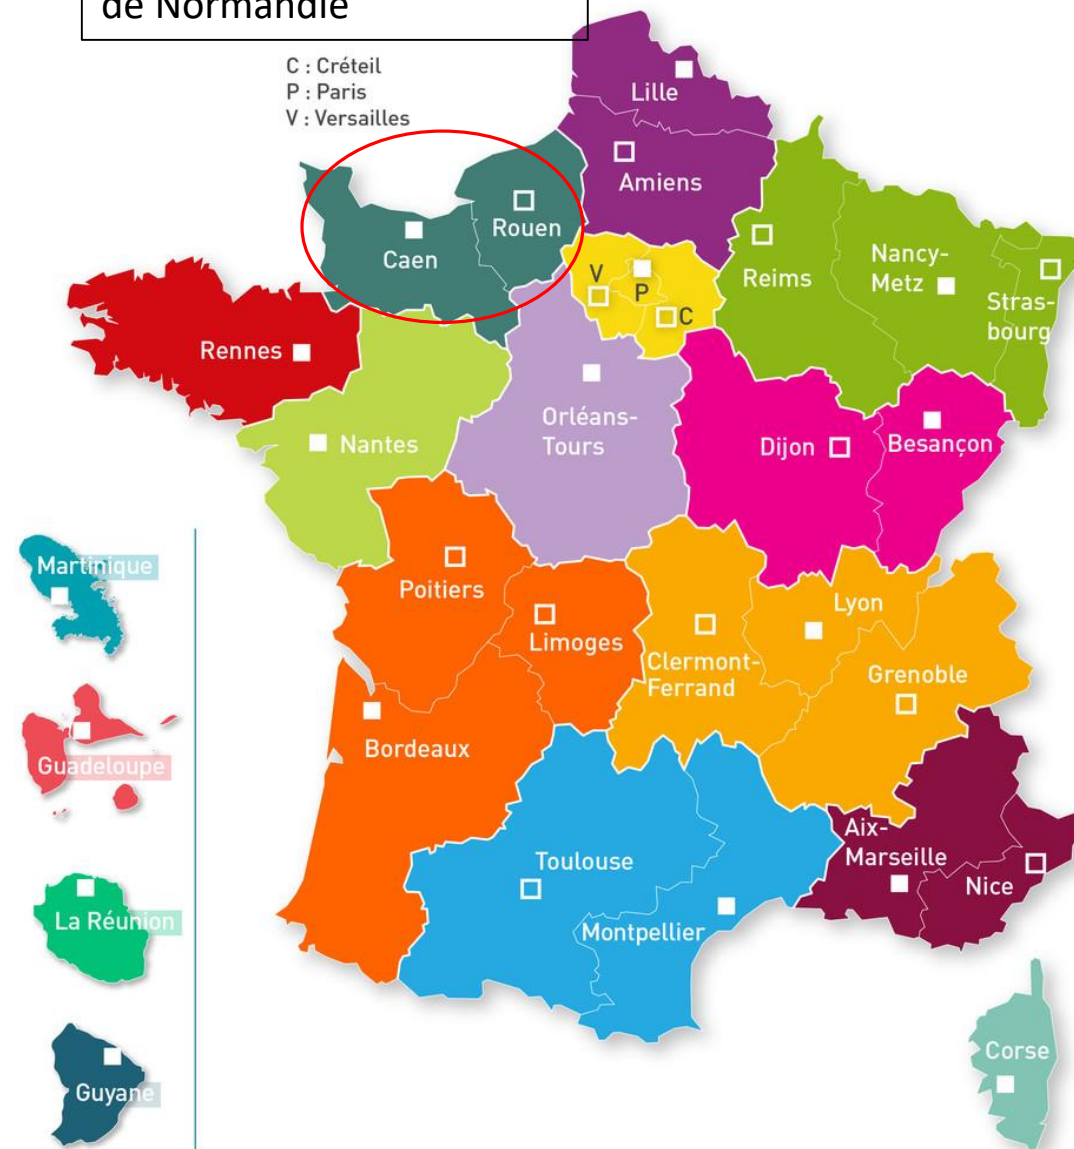 de Normandie
C : Créteil
P : Paris
V : Versailles
Lille
Amiens
Rouen
Caen
Reims
Nancy-
Metz
Stras-
bourg
V
P
C
Rennes
Orléans-
Tours
Nantes
Dijon
Besançon
Martinique
Poitiers
Limoges
Lyon
Clermont-
Ferrand
Grenoble
Bordeaux
Guadeloupe
Aix-
Marseille
Nice
Toulouse
Montpellier
La Réunion
Corse
Guyane